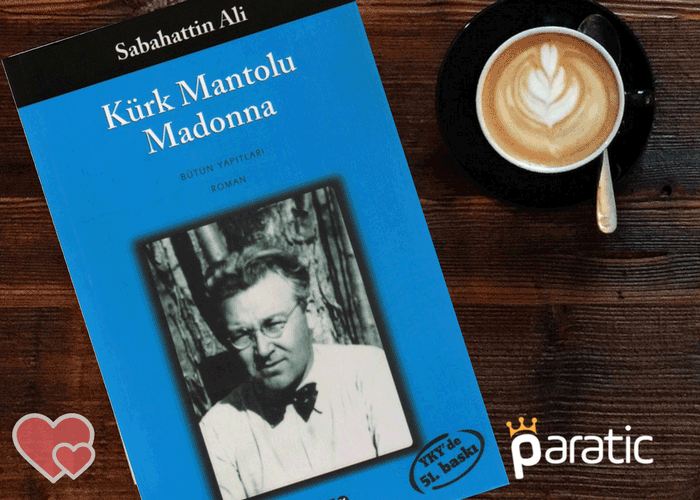 Sabahattin Ali
Kürk Mantolu
Madonna
BÜTÜN YAPITLARI
ROMAN
YKY'de
51. baskı
paratic